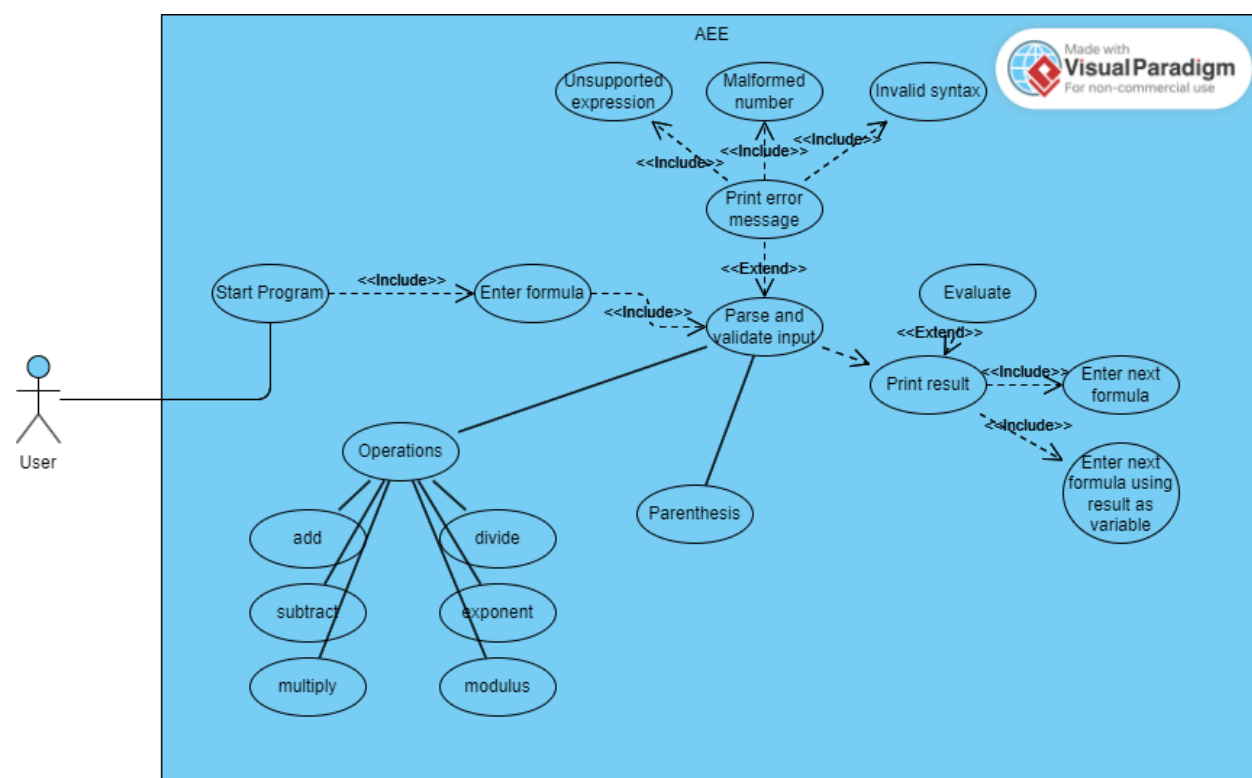 AEE
Made with
Visual Paradigm
For non-commercial use
Unsupported
expression
Malformed
number
Invalid syntax
<<Include>>
<<Include>>
<<Include>>
Print error
message
<<Extend>>
Start Program
<<Include>>
Enter formula
<<Include>>
Parse and
validate input
Evaluate
<<Extend>>
Print result
<<Include>>
Enter next
formula
<<Include>>
Enter next
formula using
result as
variable
User
Operations
Parenthesis
add
divide
subtract
exponent
multiply
modulus